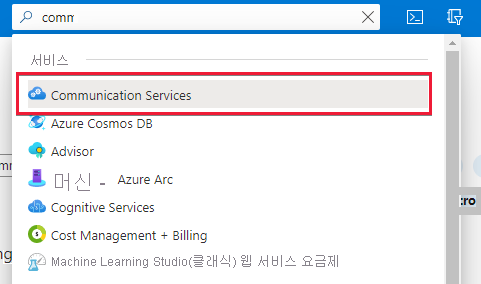 comm
서비스
Communication Services
Azure Cosmos DB
Advisor
머신 - Azure Arc
Cognitive Services
Cost Management + Billing
Machine Learning Studio(클래식) 웹 서비스 요금제
tro